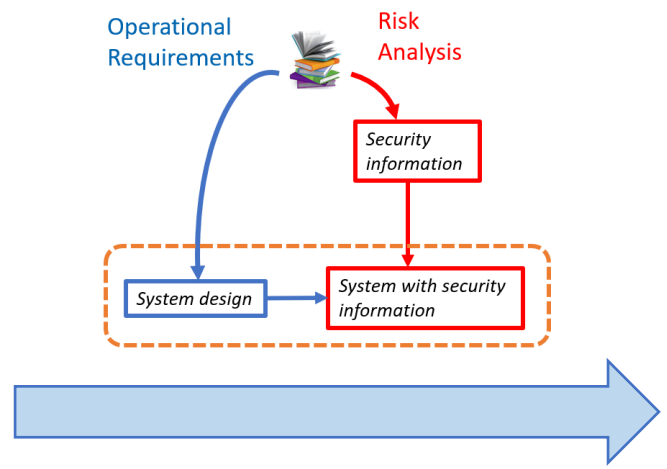 Operational
Requirements
Risk
Analysis
Security
information
System design
System with security
information